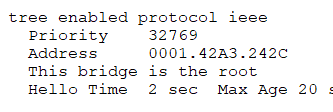 tree enabled protocol ieee
Priority    32769
Address     0001.42A3.242C
This bridge is the root
Hello Time  2 sec  Max Age 20 s